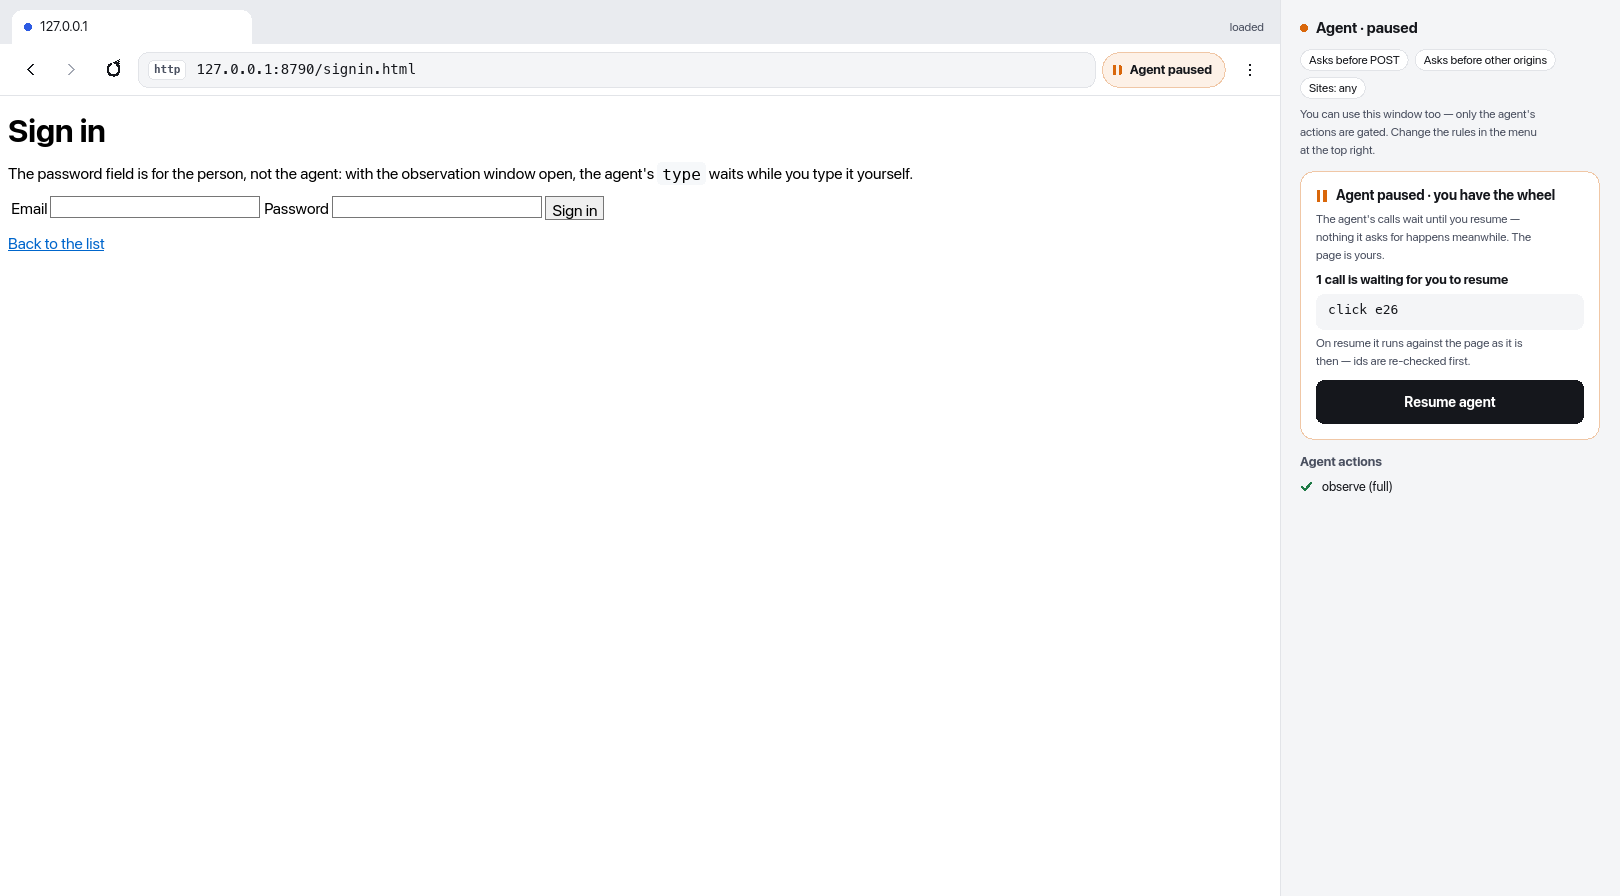 127.0.0.1
loaded
http 127.0.0.1:8790/signin.html
Agent paused
Sign in
The password field is for the person, not the agent: with the observation window open, the agent's type waits while you type it yourself.
Email Password Sign in
Back to the list
Agent · paused
Asks before POST Asks before other origins
Sites: any
You can use this window too — only the agent's
actions are gated. Change the rules in the menu
at the top right.
Agent paused · you have the wheel
The agent's calls wait until you resume —
nothing it asks for happens meanwhile. The
page is yours.
1 call is waiting for you to resume
click e26
On resume it runs against the page as it is
then — ids are re-checked first.
Resume agent
Agent actions
observe (full)